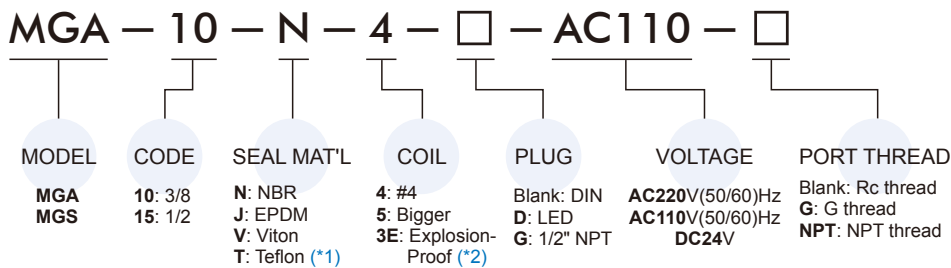 MGA – 10 – N – 4 – □ – AC110 – □
MODEL CODE SEAL MAT'L COIL PLUG VOLTAGE PORT THREAD
MGA
MGS
10: 3/8
15: 1/2
N: NBR
J: EPDM
V: Viton
T: Teflon (*1)
4: #4
5: Bigger
3E: Explosion-
Proof (*2)
Blank: DIN
D: LED
G: 1/2" NPT
AC220V(50/60)Hz
AC110V(50/60)Hz
DC24V
Blank: Rc thread
G: G thread
NPT: NPT thread